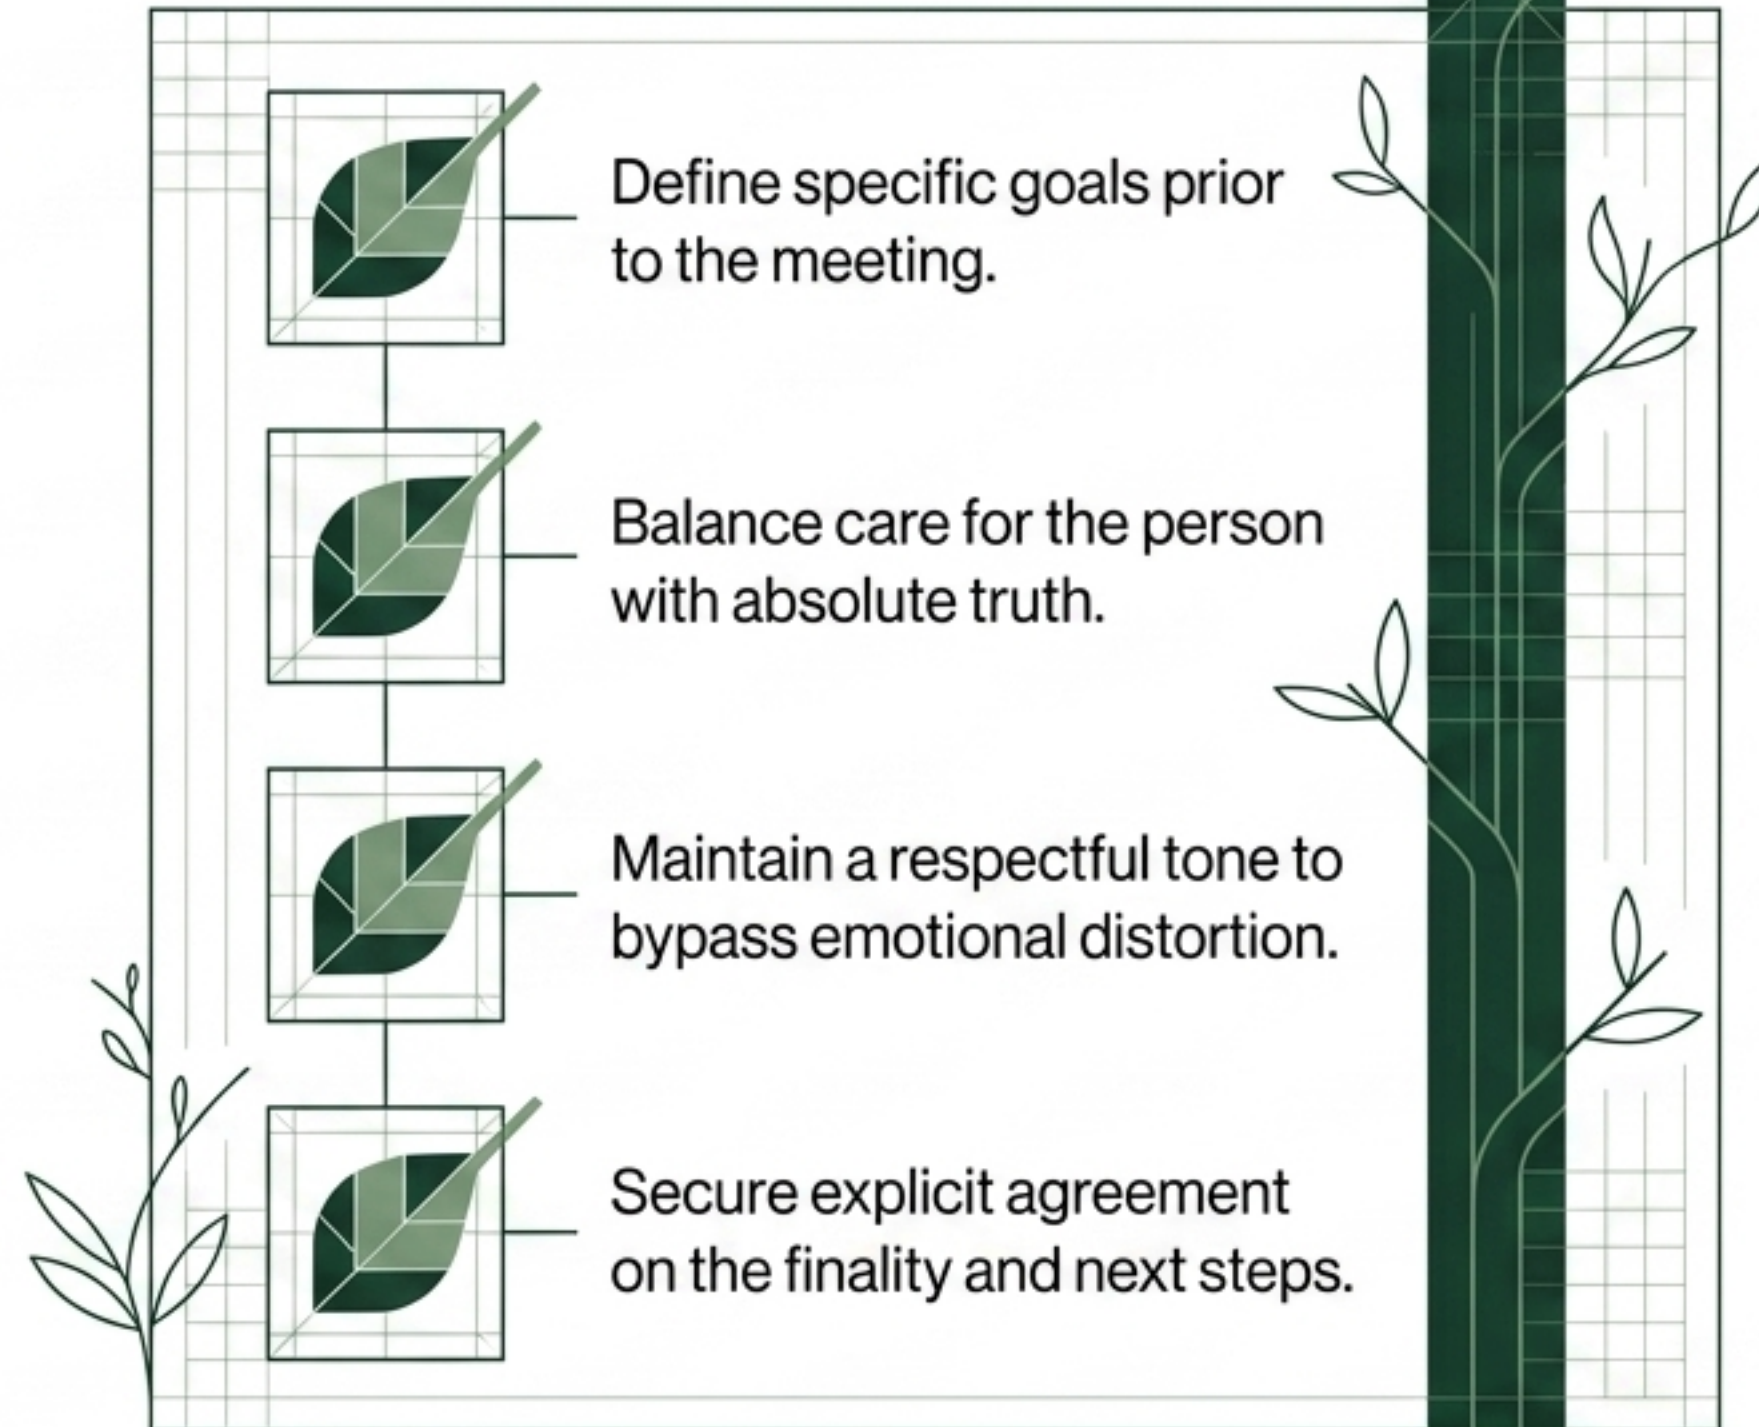 Define specific goals prior
to the meeting.
Balance care for the person
with absolute truth.
Maintain a respectful tone to
bypass emotional distortion.
Secure explicit agreement
on the finality and next steps.